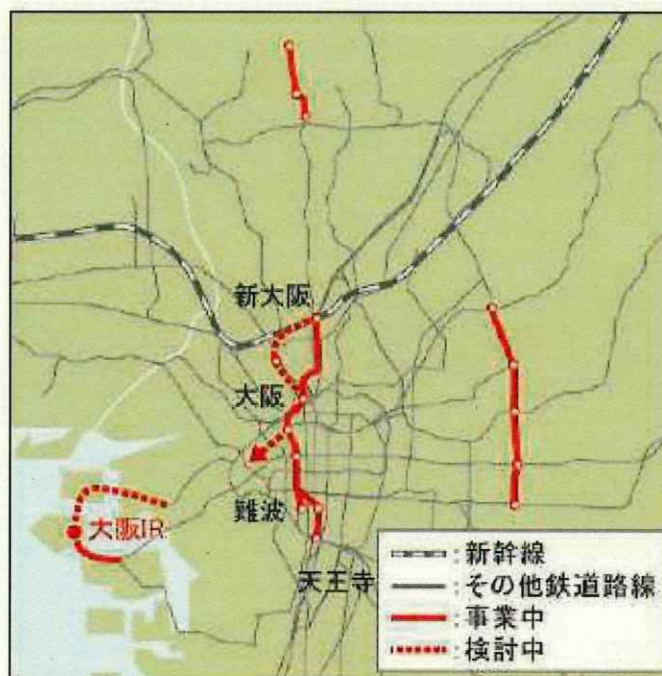 新大阪
大阪
難波
大阪IR
天王寺
新幹線
その他鉄道路線
事業中
検討中